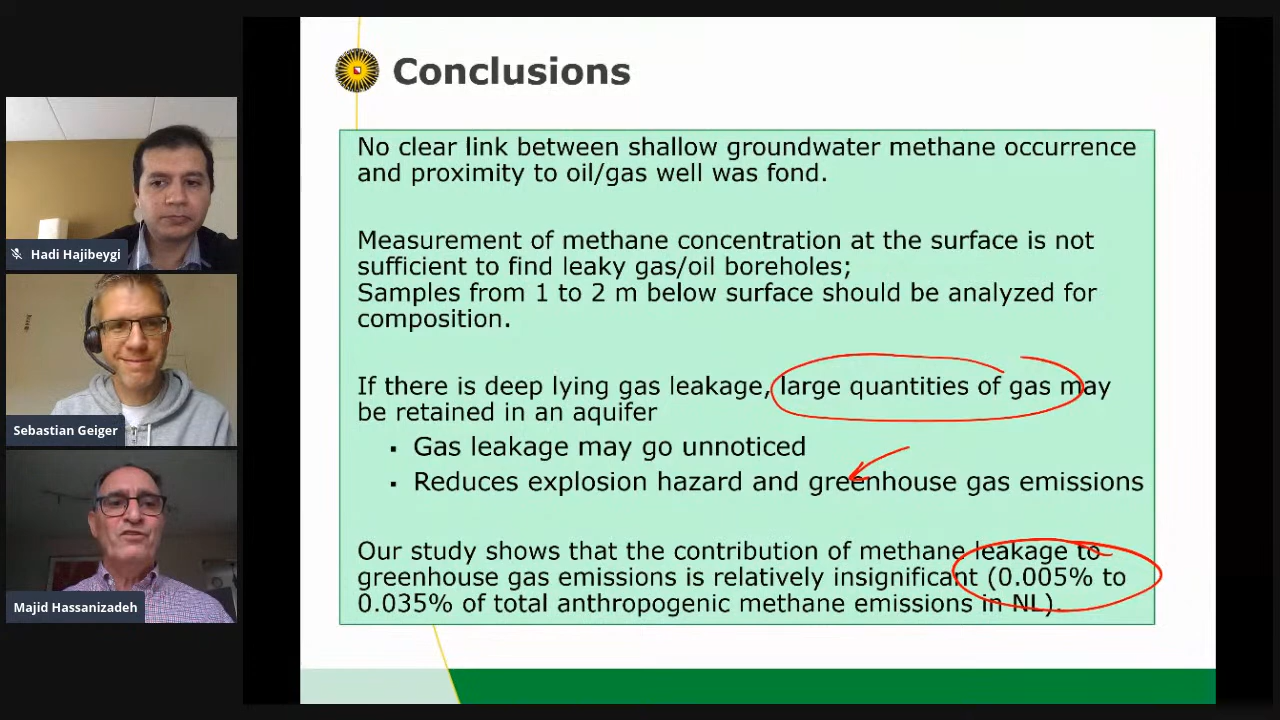 Conclusions
No clear link between shallow groundwater methane occurrence
and proximity to oil/gas well was fond.
Measurement of methane concentration at the surface is not
sufficient to find leaky gas/oil boreholes;
Samples from 1 to 2 m below surface should be analyzed for
composition.
If there is deep lying gas leakage, large quantities of gas may
be retained in an aquifer
▪ Gas leakage may go unnoticed
▪ Reduces explosion hazard and greenhouse gas emissions
Our study shows that the contribution of methane leakage to
greenhouse gas emissions is relatively insignificant (0.005% to
0.035% of total anthropogenic methane emissions in NL).
Hadi Hajibeygi
Sebastian Geiger
Majid Hassanizadeh